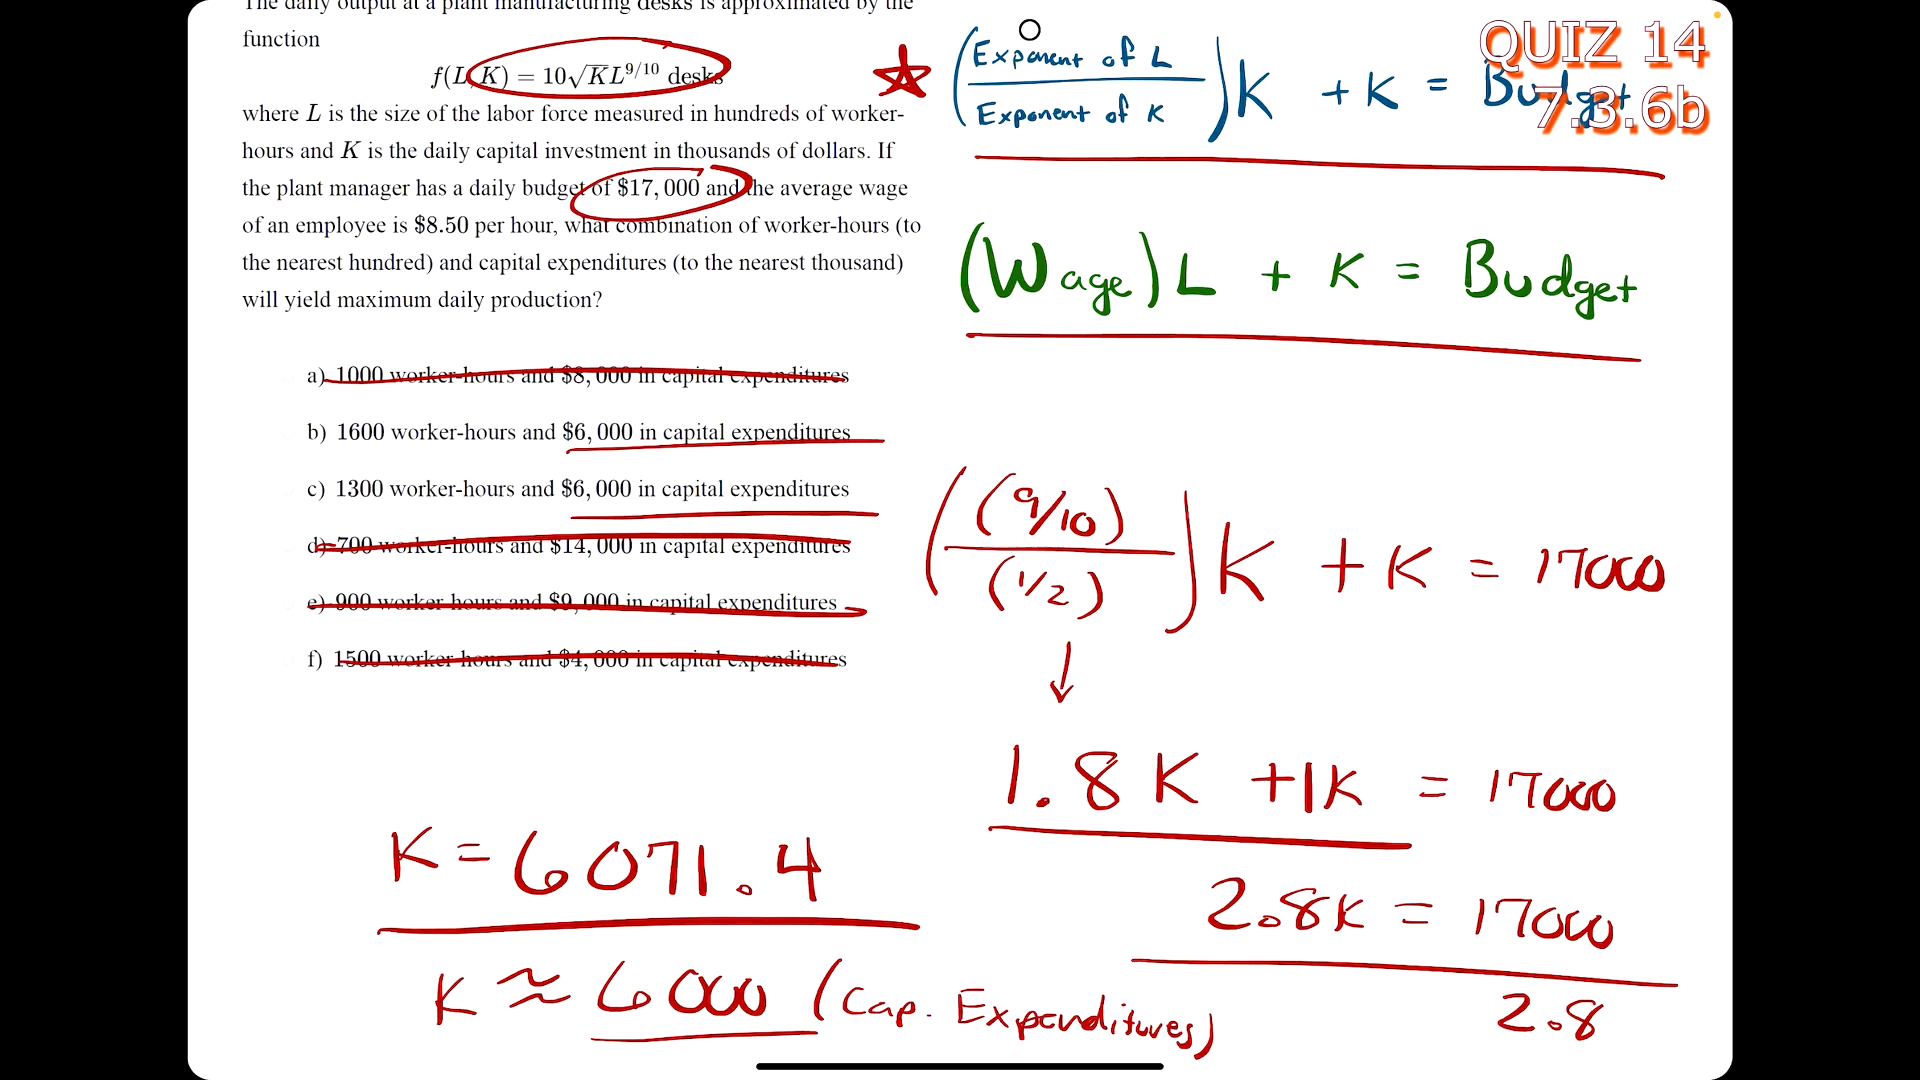 The daily output at a plant manufacturing desks is approximated by the
function
f(L, K) = 10√K L^9/10 desks
where L is the size of the labor force measured in hundreds of worker-
hours and K is the daily capital investment in thousands of dollars. If
the plant manager has a daily budget of $17,000 and the average wage
of an employee is $8.50 per hour, what combination of worker-hours (to
the nearest hundred) and capital expenditures (to the nearest thousand)
will yield maximum daily production?
a) 1000 worker-hours and $8,000 in capital expenditures
b) 1600 worker-hours and $6,000 in capital expenditures
c) 1300 worker-hours and $6,000 in capital expenditures
d) 700 worker-hours and $14,000 in capital expenditures
e) 900 worker-hours and $9,000 in capital expenditures
f) 1500 worker-hours and $4,000 in capital expenditures
QUIZ 14
7.3.6b
(Exponent of L / Exponent of K) K + K = Budget
(Wage) L + K = Budget
((9/10) / (1/2)) K + K = 17000
1.8K + 1K = 17000
2.8K = 17000
2.8
K = 6071.4
K ≈ 6000 (Cap. Expenditures)